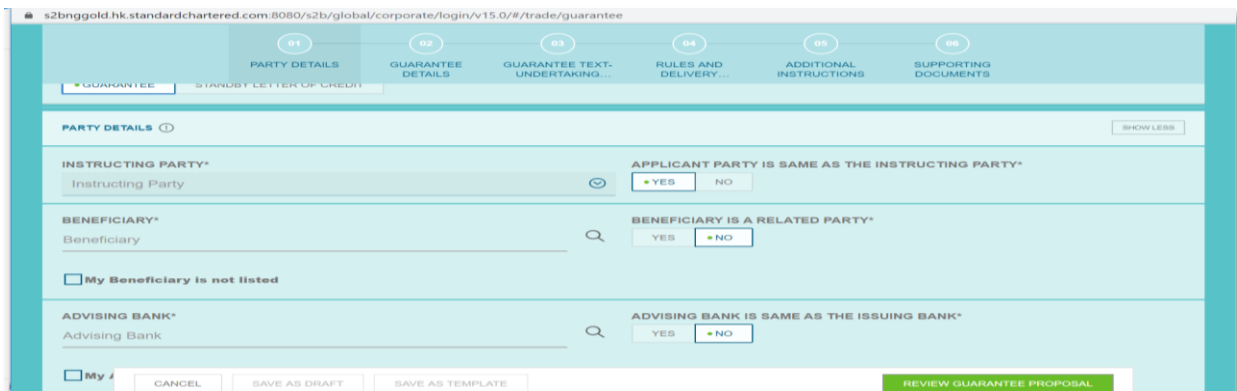 s2bnggold.hk.standardchartered.com:8080/s2b/global/corporate/login/v15.0/#/trade/guarantee
01 02 03 04 05 06
PARTY DETAILS GUARANTEE DETAILS GUARANTEE TEXT-UNDERTAKING... RULES AND DELIVERY... ADDITIONAL INSTRUCTIONS SUPPORTING DOCUMENTS
GUARANTEE STANDBY LETTER OF CREDIT
PARTY DETAILS SHOW LESS
INSTRUCTING PARTY* APPLICANT PARTY IS SAME AS THE INSTRUCTING PARTY*
Instructing Party YES NO
BENEFICIARY* BENEFICIARY IS A RELATED PARTY*
Beneficiary YES NO
My Beneficiary is not listed
ADVISING BANK* ADVISING BANK IS SAME AS THE ISSUING BANK*
Advising Bank YES NO
My
CANCEL SAVE AS DRAFT SAVE AS TEMPLATE REVIEW GUARANTEE PROPOSAL